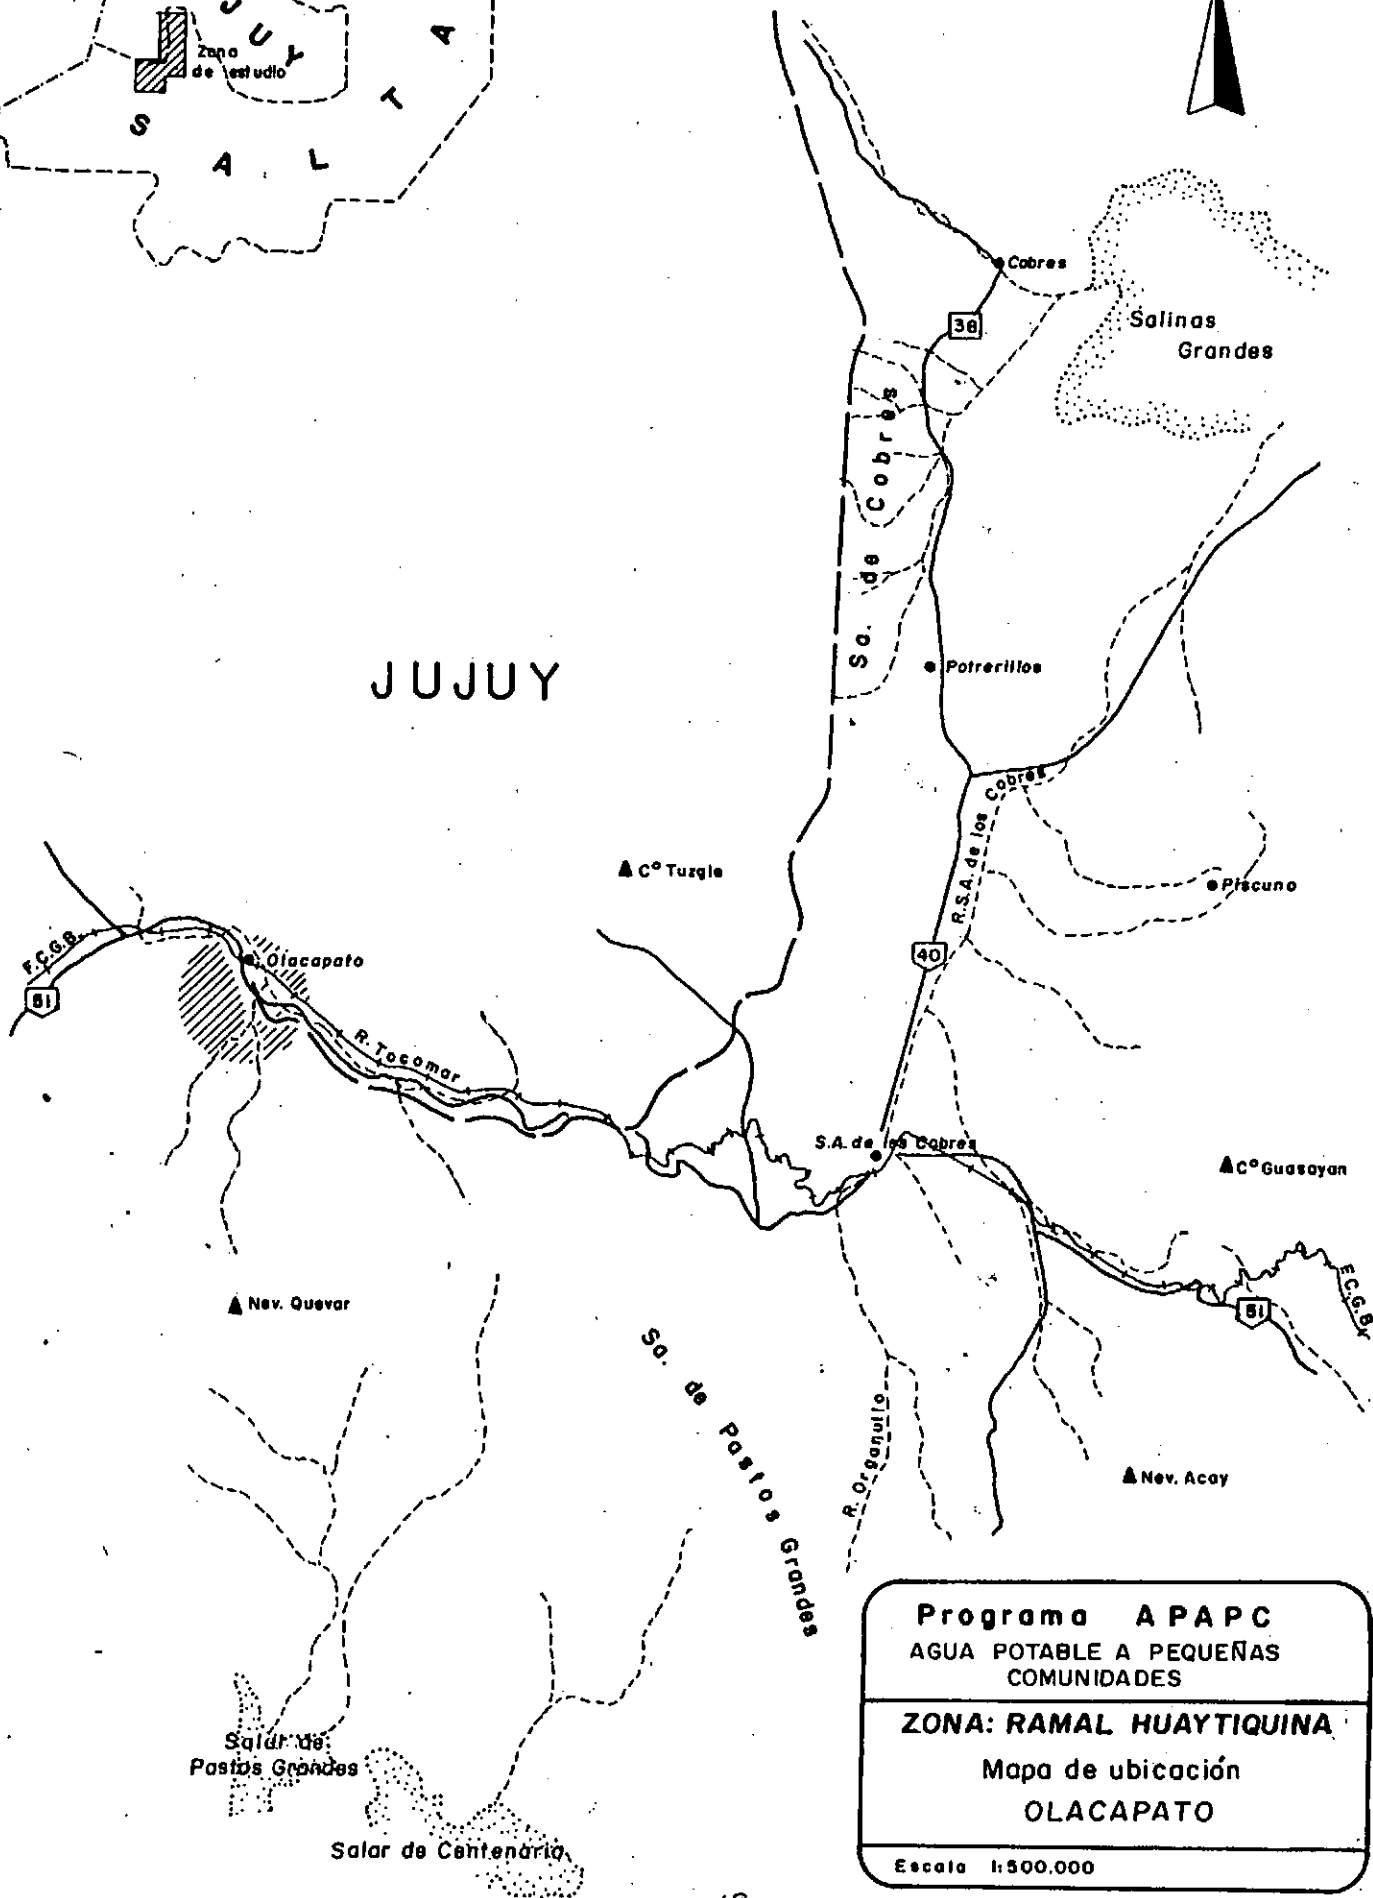 JUJUY
Zona
de estudio
SALTA
Cobres
38
Salinas
Grandes
Sa. de Cobres
JUJUY
Potrerillos
R.S.A. de los Cobres
C° Tuzgle
Piscuno
F.C.G.B.
Olacapato
40
51
R. Tocomar
S.A. de los Cobres
C° Guasayan
Nev. Quevar
F.C.G.B.
51
Sa. de Pastos Grandes
R. Organullo
Nev. Acay
Programa APAPC
AGUA POTABLE A PEQUEÑAS
COMUNIDADES
ZONA: RAMAL HUAYTIQUINA
Mapa de ubicación
OLACAPATO
Escala 1:500.000
Salar de
Pastos Grandes
Salar de Centenario